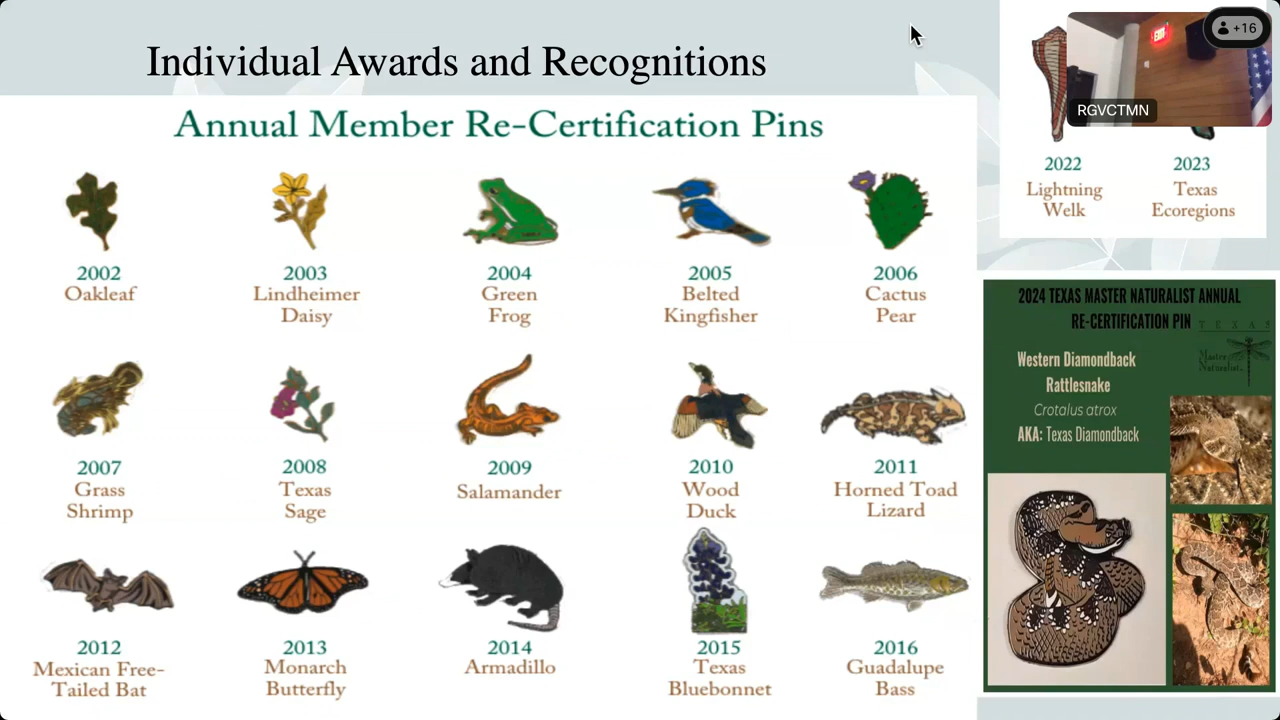 Individual Awards and Recognitions
Annual Member Re-Certification Pins
2002
Oakleaf
2003
Lindheimer
Daisy
2004
Green
Frog
2005
Belted
Kingfisher
2006
Cactus
Pear
2007
Grass
Shrimp
2008
Texas
Sage
2009
Salamander
2010
Wood
Duck
2011
Horned Toad
Lizard
2012
Mexican Free-
Tailed Bat
2013
Monarch
Butterfly
2014
Armadillo
2015
Texas
Bluebonnet
2016
Guadalupe
Bass
+16
EXIT
RGVCTMN
2022
Lightning
Welk
2023
Texas
Ecoregions
2024 TEXAS MASTER NATURALIST ANNUAL
RE-CERTIFICATION PIN
TEXAS
Master
Naturalist
Western Diamondback
Rattlesnake
Crotalus atrox
AKA: Texas Diamondback